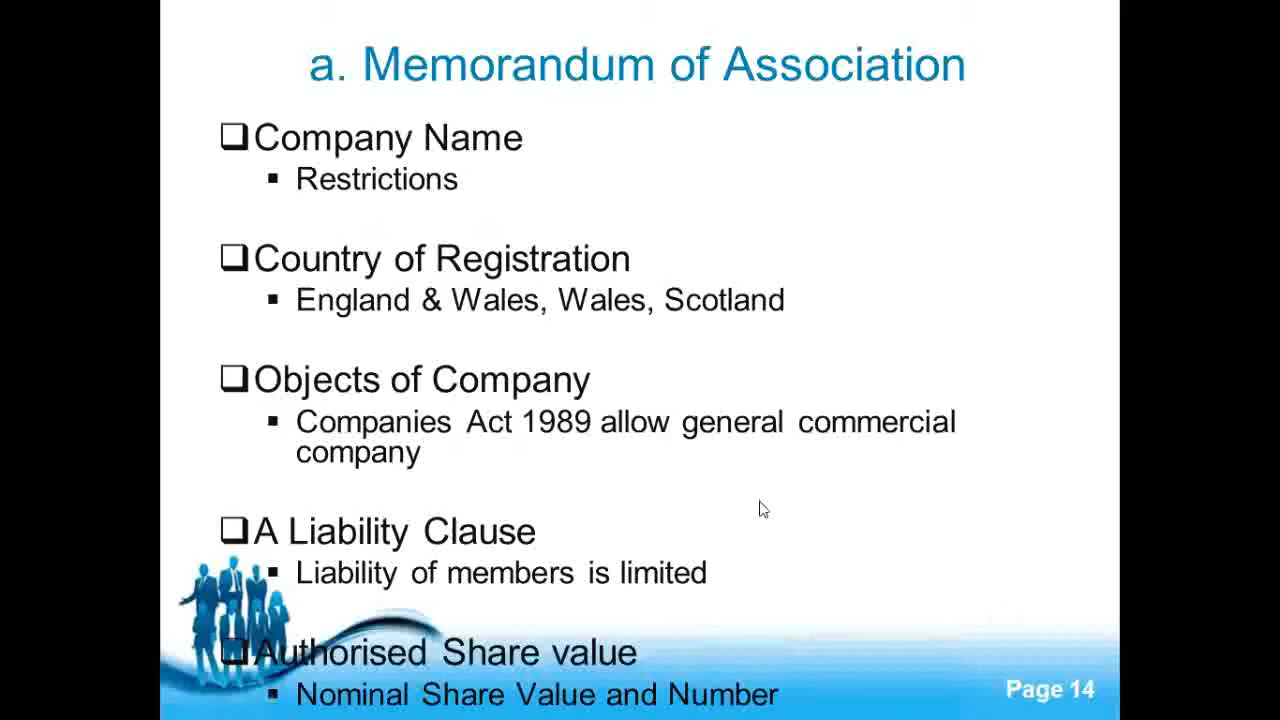 a. Memorandum of Association
Company Name
Restrictions
Country of Registration
England & Wales, Wales, Scotland
Objects of Company
Companies Act 1989 allow general commercial
company
A Liability Clause
Liability of members is limited
Authorised Share value
Nominal Share Value and Number
Page 14